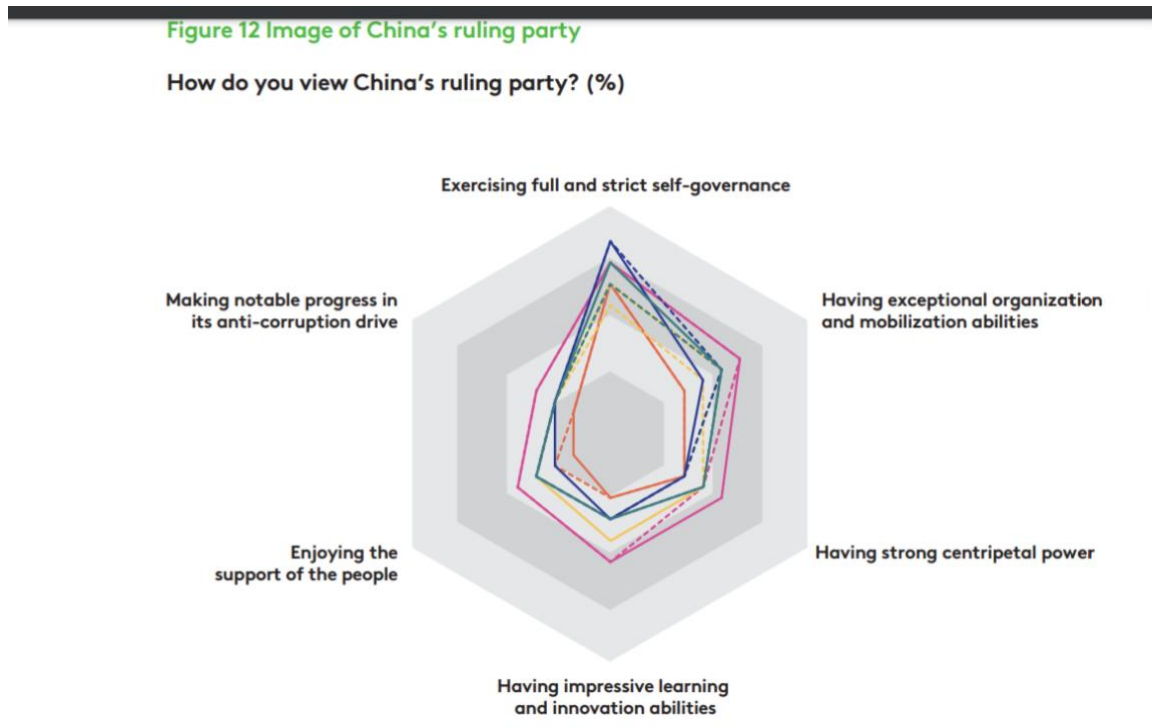 Figure 12 Image of China's ruling party
How do you view China's ruling party? (%)
Exercising full and strict self-governance
Making notable progress in
its anti-corruption drive
Having exceptional organization
and mobilization abilities
Enjoying the
support of the people
Having strong centripetal power
Having impressive learning
and innovation abilities